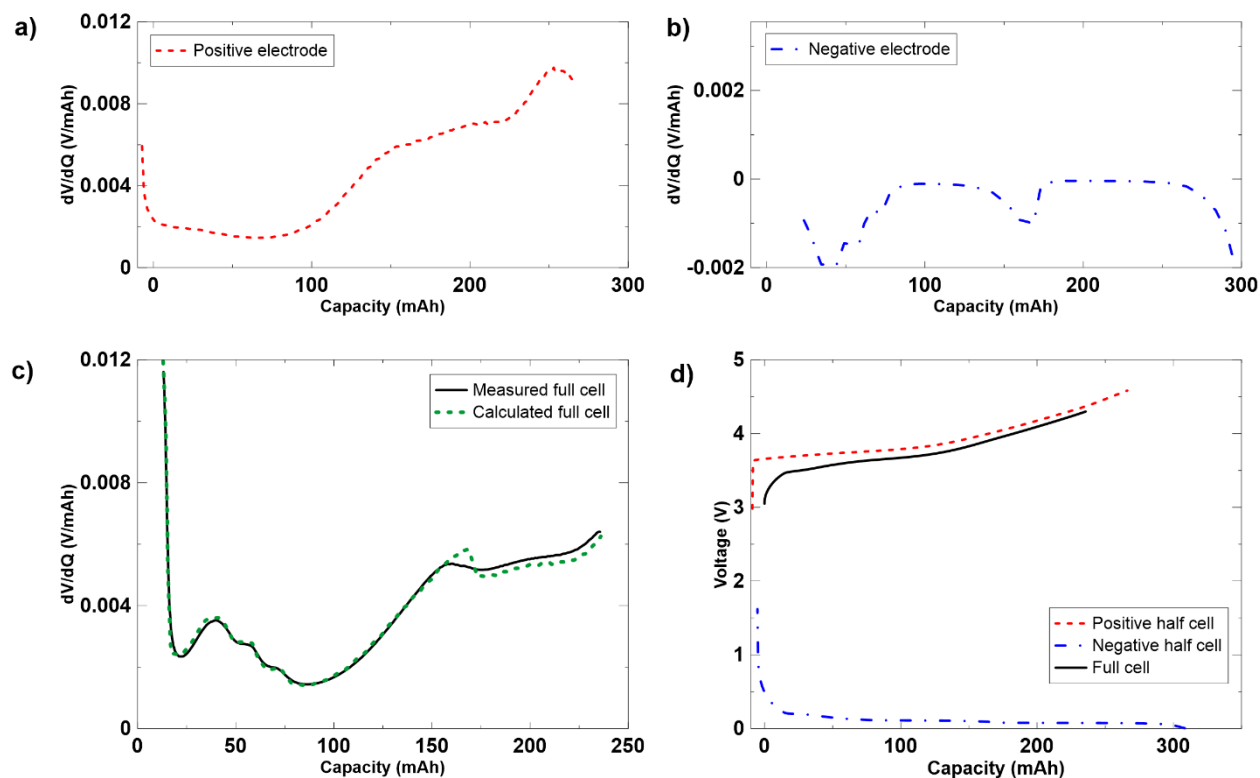 a)
0.012
0.008
0.004
0
dV/dQ (V/mAh)
Positive electrode
0
100
200
300
Capacity (mAh)
b)
0.002
0
-0.002
dV/dQ (V/mAh)
Negative electrode
0
100
200
300
Capacity (mAh)
c)
0.012
0.008
0.004
0
dV/dQ (V/mAh)
Measured full cell
Calculated full cell
0
50
100
150
200
250
Capacity (mAh)
d)
5
4
3
2
1
0
Voltage (V)
Positive half cell
Negative half cell
Full cell
0
100
200
300
Capacity (mAh)